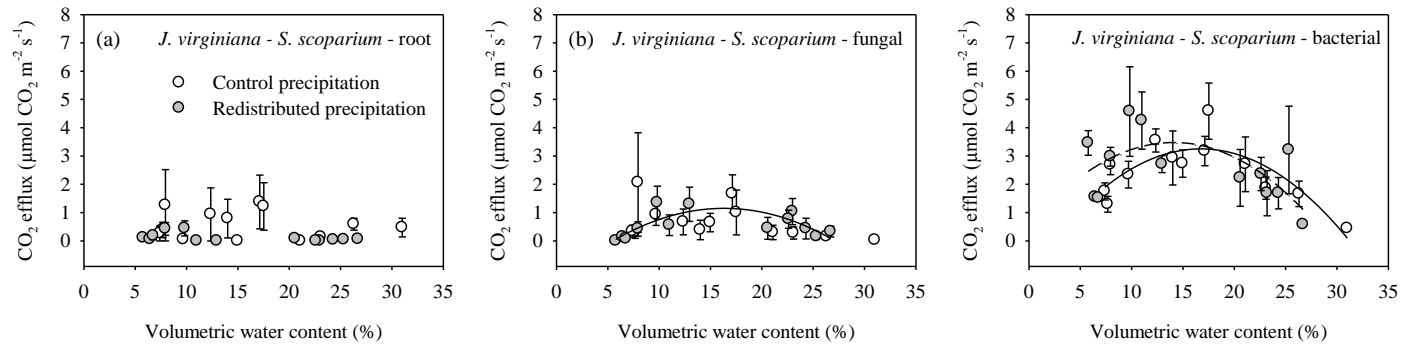 (a) J. virginiana - S. scoparium - root
Control precipitation
Redistributed precipitation
CO₂ efflux (µmol CO₂ m⁻² s⁻¹)
8
7
6
5
4
3
2
1
0
0 5 10 15 20 25 30 35
Volumetric water content (%)
(b) J. virginiana - S. scoparium - fungal
CO₂ efflux (µmol CO₂ m⁻² s⁻¹)
8
7
6
5
4
3
2
1
0
0 5 10 15 20 25 30 35
Volumetric water content (%)
J. virginiana - S. scoparium - bacterial
CO₂ efflux (µmol CO₂ m⁻² s⁻¹)
8
7
6
5
4
3
2
1
0
0 5 10 15 20 25 30 35
Volumetric water content (%)